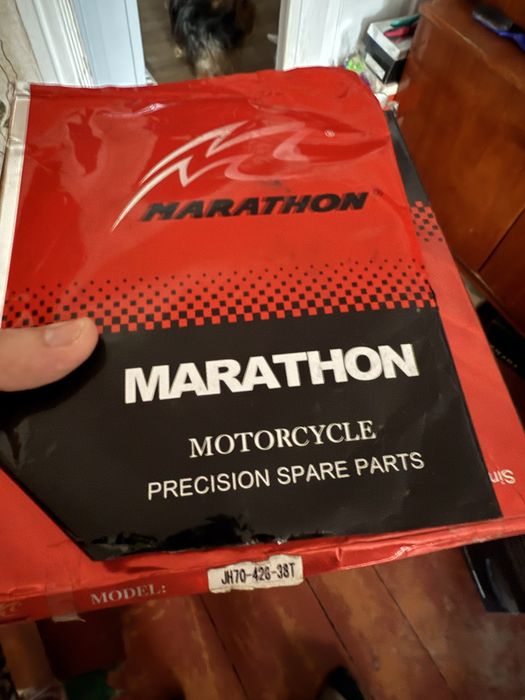 MARATHON
MARATHON
MOTORCYCLE
PRECISION SPARE PARTS
MODEL: JH70-428-38T